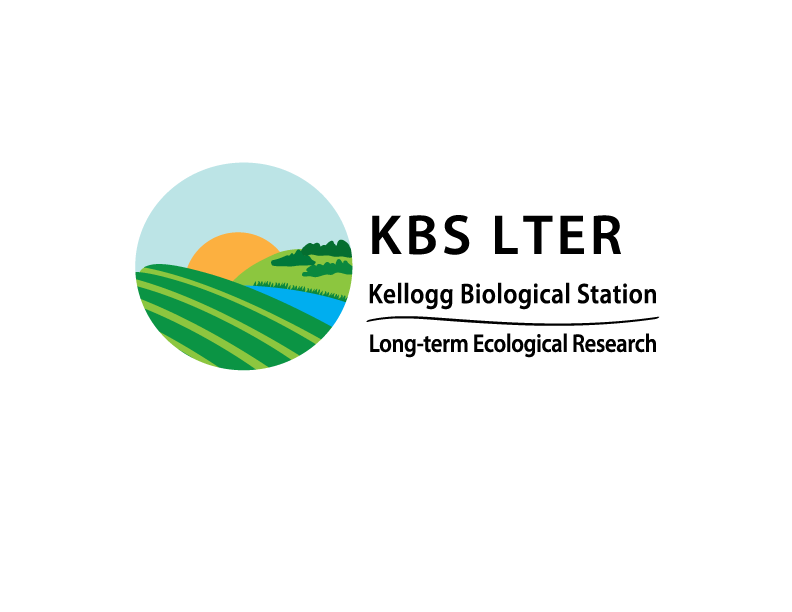 KBS LTER
Kellogg Biological Station
Long-term Ecological Research